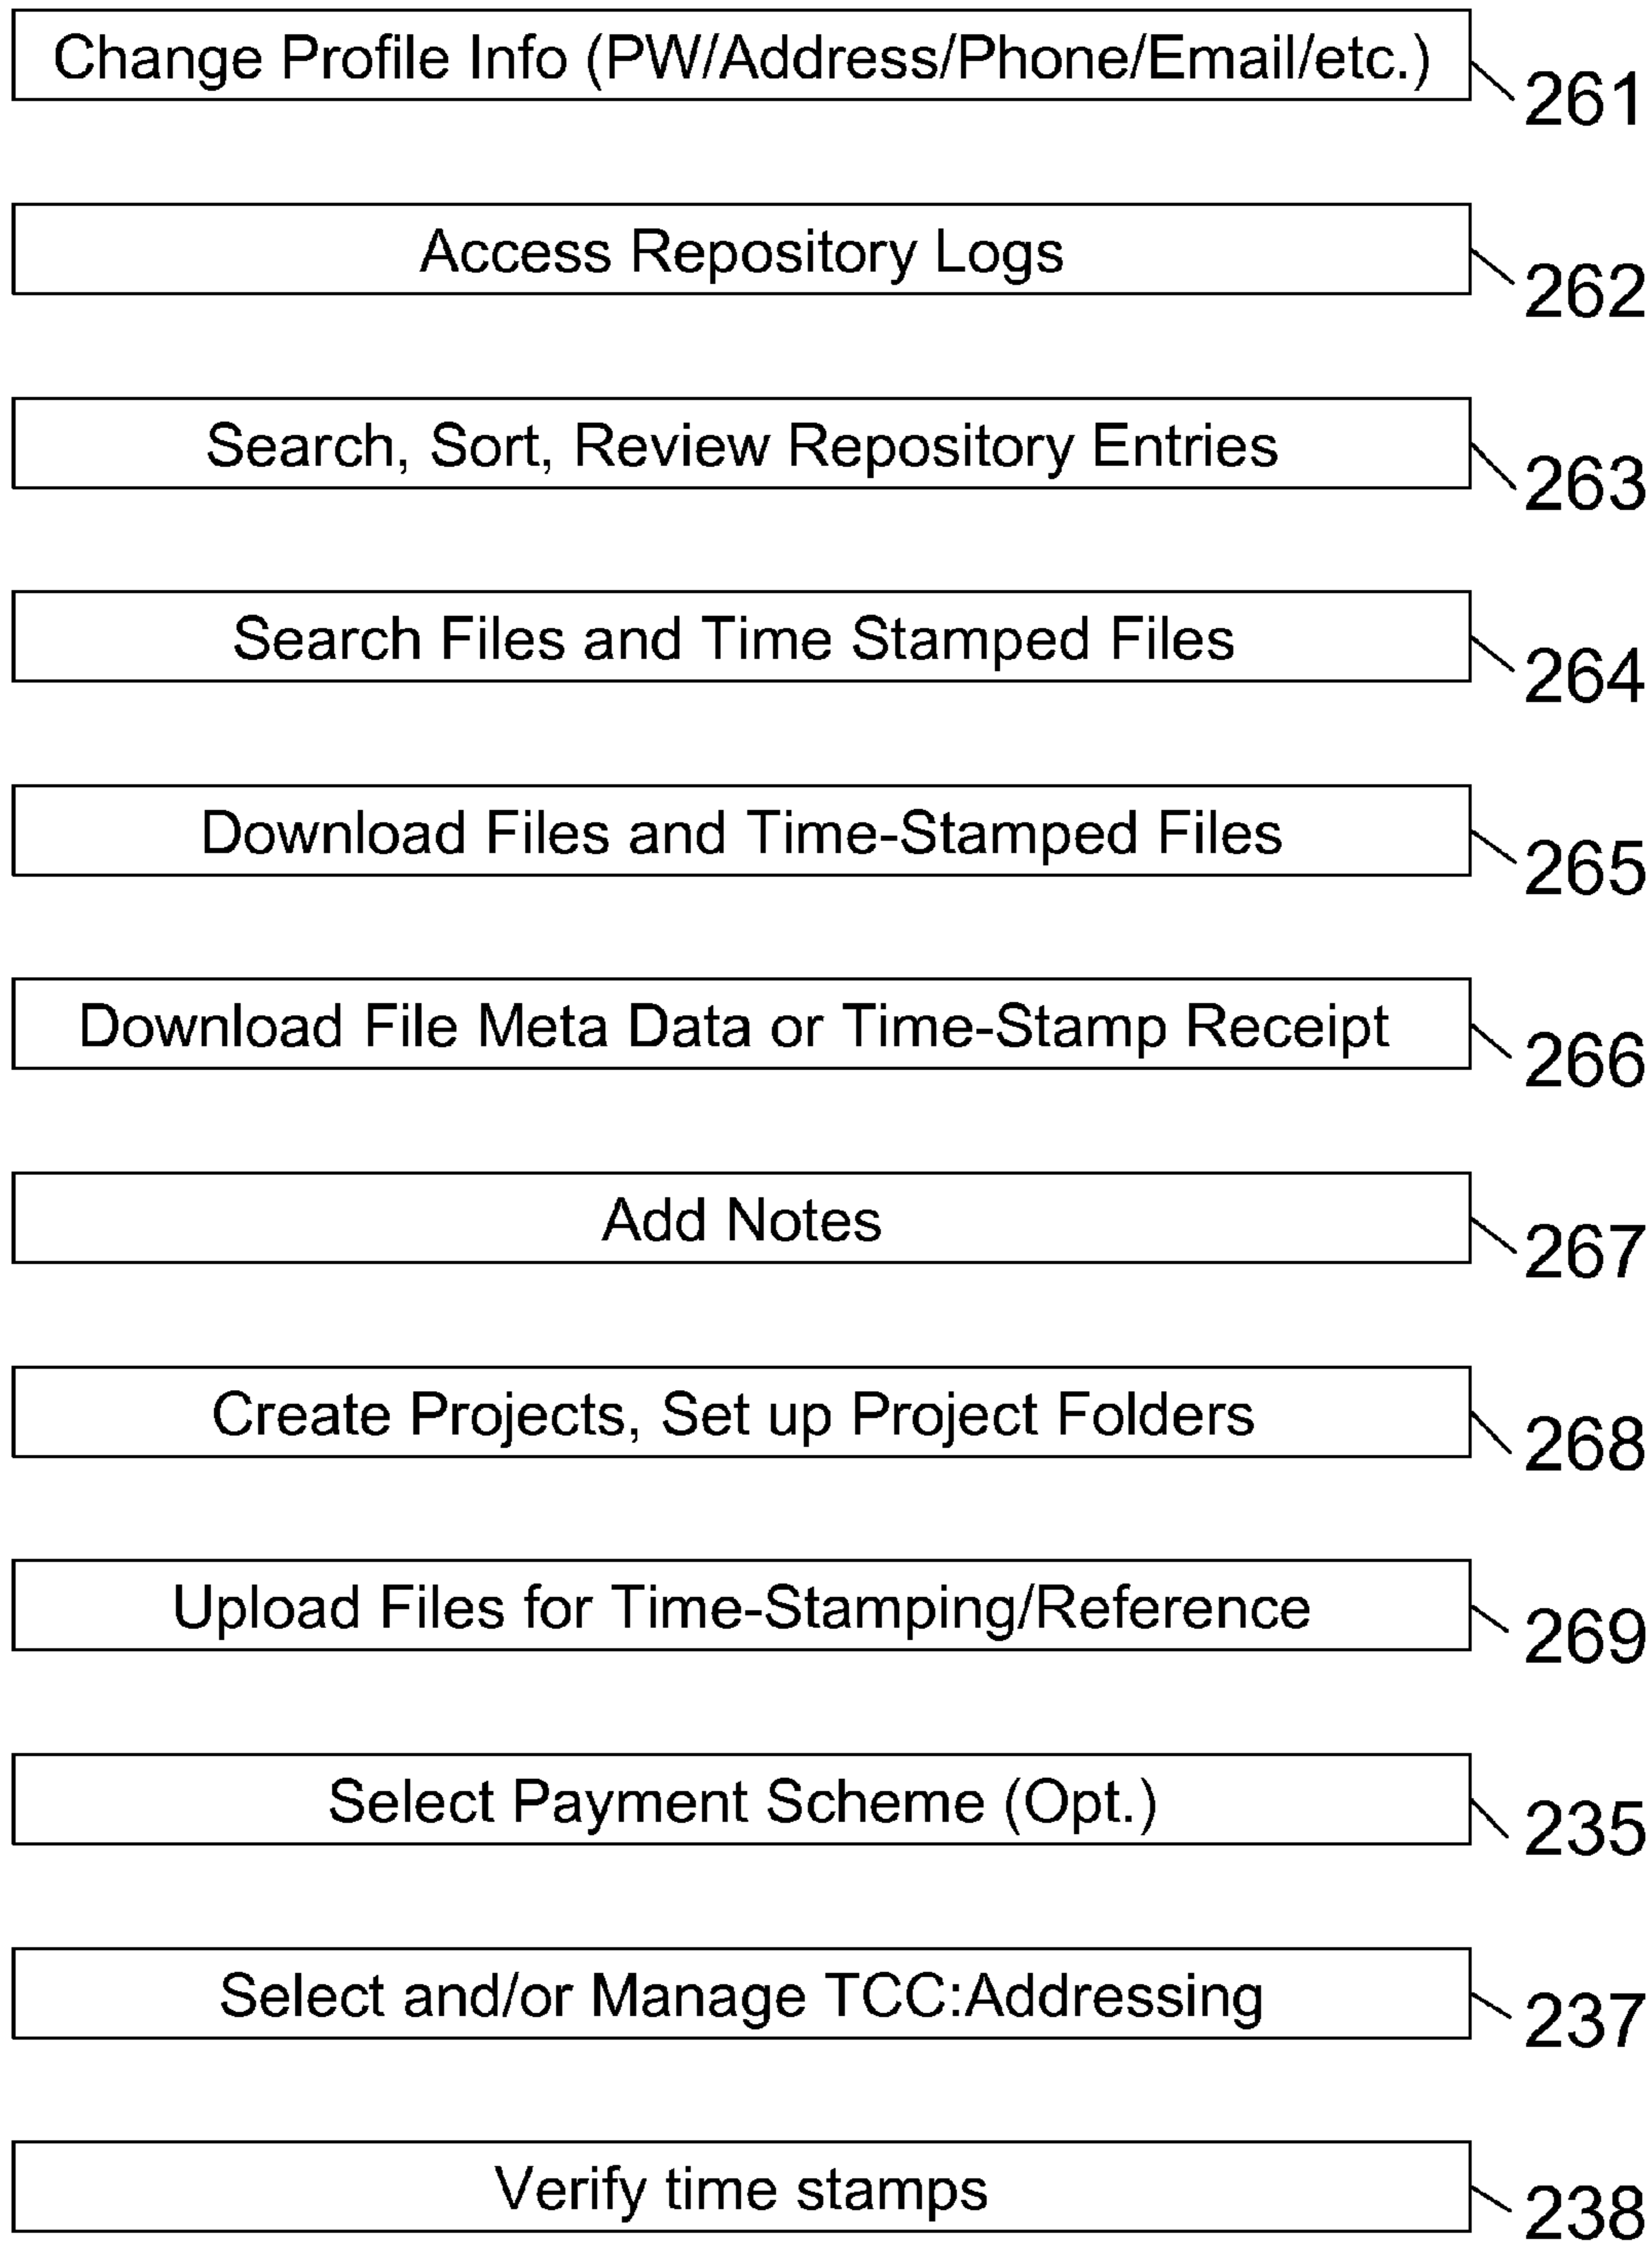 Change Profile Info (PW/Address/Phone/Email/etc.)
261
Access Repository Logs
262
Search, Sort, Review Repository Entries
263
Search Files and Time Stamped Files
264
Download Files and Time-Stamped Files
265
Download File Meta Data or Time-Stamp Receipt
266
Add Notes
267
Create Projects, Set up Project Folders
268
Upload Files for Time-Stamping/Reference
269
Select Payment Scheme (Opt.)
235
Select and/or Manage TCC:Addressing
237
Verify time stamps
238